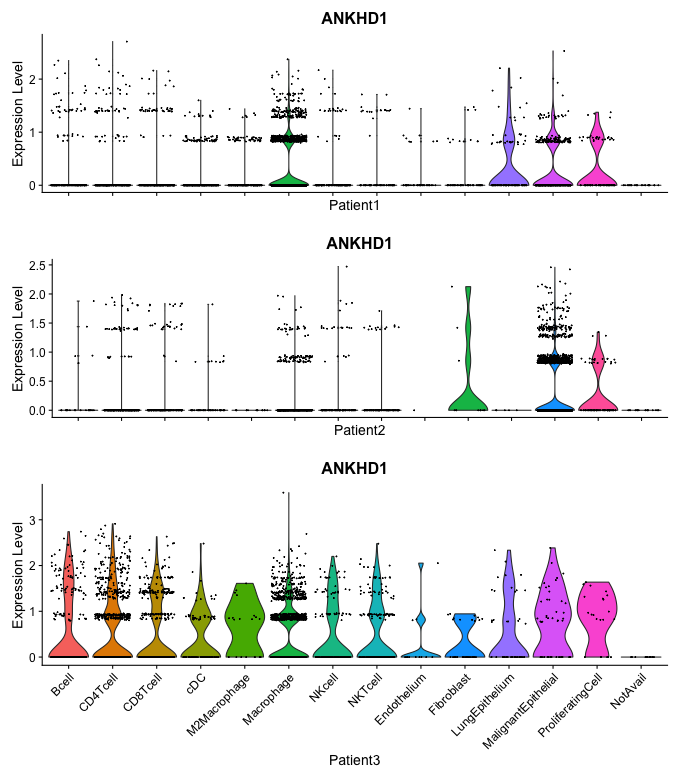 ANKHD1
Expression Level
2
1
0
Patient1
ANKHD1
Expression Level
2.5
2.0
1.5
1.0
0.5
0.0
Patient2
ANKHD1
Expression Level
3
2
1
0
Bcell
CD4Tcell
CD8Tcell
cDC
M2Macrophage
Macrophage
NKcell
NKTcell
Endothelium
Fibroblast
LungEpithelium
MalignantEpithelial
ProliferatingCell
NotAvail
Patient3